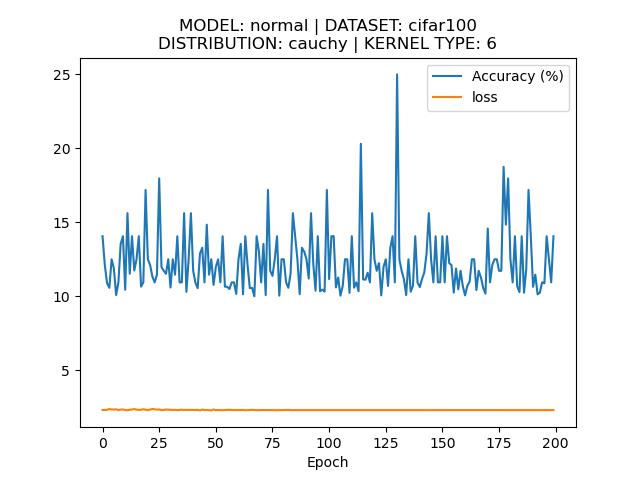 MODEL: normal | DATASET: cifar100
DISTRIBUTION: cauchy | KERNEL TYPE: 6
Accuracy (%)
loss
25
20
15
10
5
0
25
50
75
100
125
150
175
200
Epoch